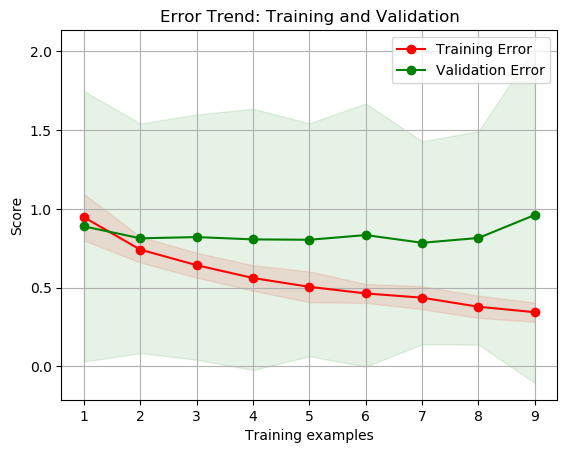 Error Trend: Training and Validation
Training Error
Validation Error
2.0
1.5
1.0
0.5
0.0
Score
1 2 3 4 5 6 7 8 9
Training examples